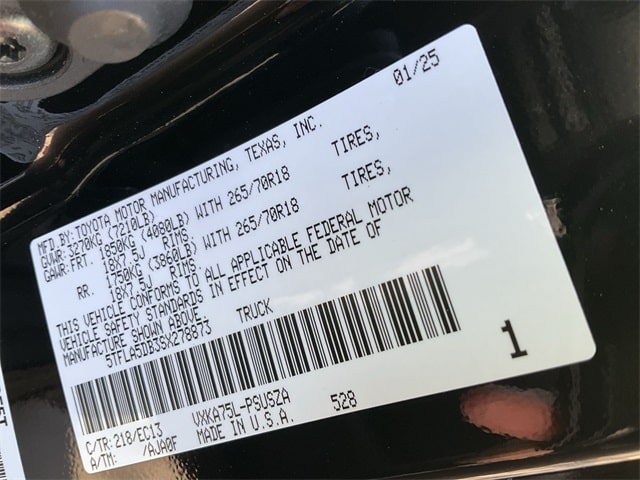 01/25
MFD.BY:TOYOTA MOTOR MANUFACTURING, TEXAS, INC.
GVWR:3270KG (7210LB)
GAWR:FRT. 1850KG (4080LB) WITH 265/70R18 TIRES,
18X7.5J RIMS
RR. 1750KG (3860LB) WITH 265/70R18 TIRES,
18X7.5J RIMS
THIS VEHICLE CONFORMS TO ALL APPLICABLE FEDERAL MOTOR
VEHICLE SAFETY STANDARDS IN EFFECT ON THE DATE OF
MANUFACTURE SHOWN ABOVE.
5TFLA5DB3SX278873 TRUCK
1
C/TR:218/EC13 VXKA75L-PSUSZA
A/TM: /AJA0F MADE IN U.S.A. 528